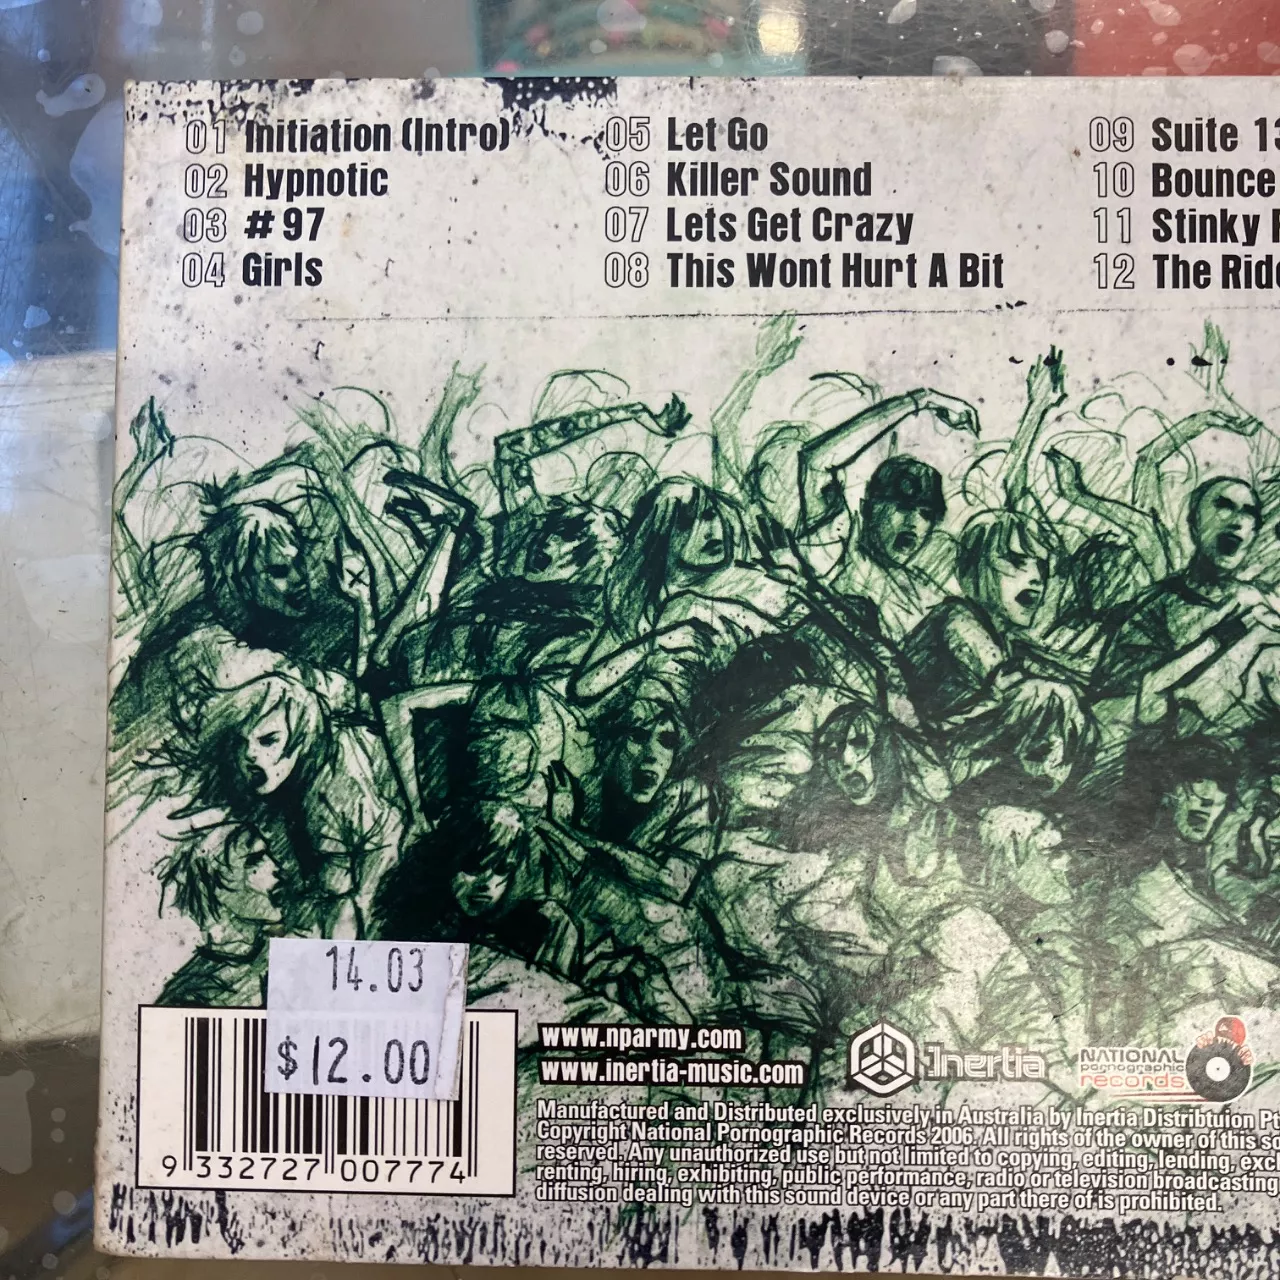 01 Initiation (Intro)
02 Hypnotic
03 # 97
04 Girls
05 Let Go
06 Killer Sound
07 Lets Get Crazy
08 This Wont Hurt A Bit
09 Suite
10 Bounce
11 Stinky
12 The
14.03
$12.00
9 332727 007774
www.nparmy.com
www.inertia-music.com
Inertia
NATIONAL
pornographic
records
Manufactured and Distributed exclusively in Australia by Inertia Distribtuion
Copyright National Pornographic Records 2006. All rights of the owner of this
reserved. Any unauthorized use but not limited to copying, editing, lending,
renting, hiring, exhibiting, public performance, radio or television broadcasting
diffusion dealing with this sound device or any part there of is prohibited.